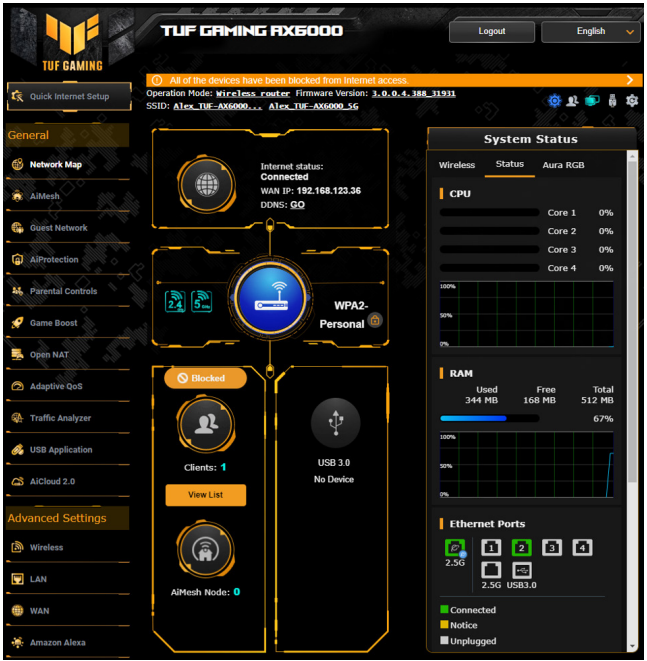 TUF GAMING
TUF GAMING AX6000
Logout
English
All of the devices have been blocked from Internet access.
Operation Mode: Wireless router Firmware Version: 3.0.0.4.388_31931
SSID: Alex_TUF-AX6000... Alex_TUF-AX6000_5G
Quick Internet Setup
General
Network Map
AiMesh
Guest Network
AiProtection
Parental Controls
Game Boost
Open NAT
Adaptive QoS
Traffic Analyzer
USB Application
AiCloud 2.0
Advanced Settings
Wireless
LAN
WAN
Amazon Alexa
Internet status:
Connected
WAN IP: 192.168.123.36
DDNS: GO
2.4 GHz
5 GHz
WPA2-
Personal
Blocked
Clients: 1
View List
AiMesh Node: 0
USB 3.0
No Device
System Status
Wireless Status Aura RGB
CPU
Core 1 0%
Core 2 0%
Core 3 0%
Core 4 0%
100%
50%
0%
RAM
Used Free Total
344 MB 168 MB 512 MB
67%
100%
50%
0%
Ethernet Ports
1 2 3 4
2.5G
2.5G USB3.0
Connected
Notice
Unplugged